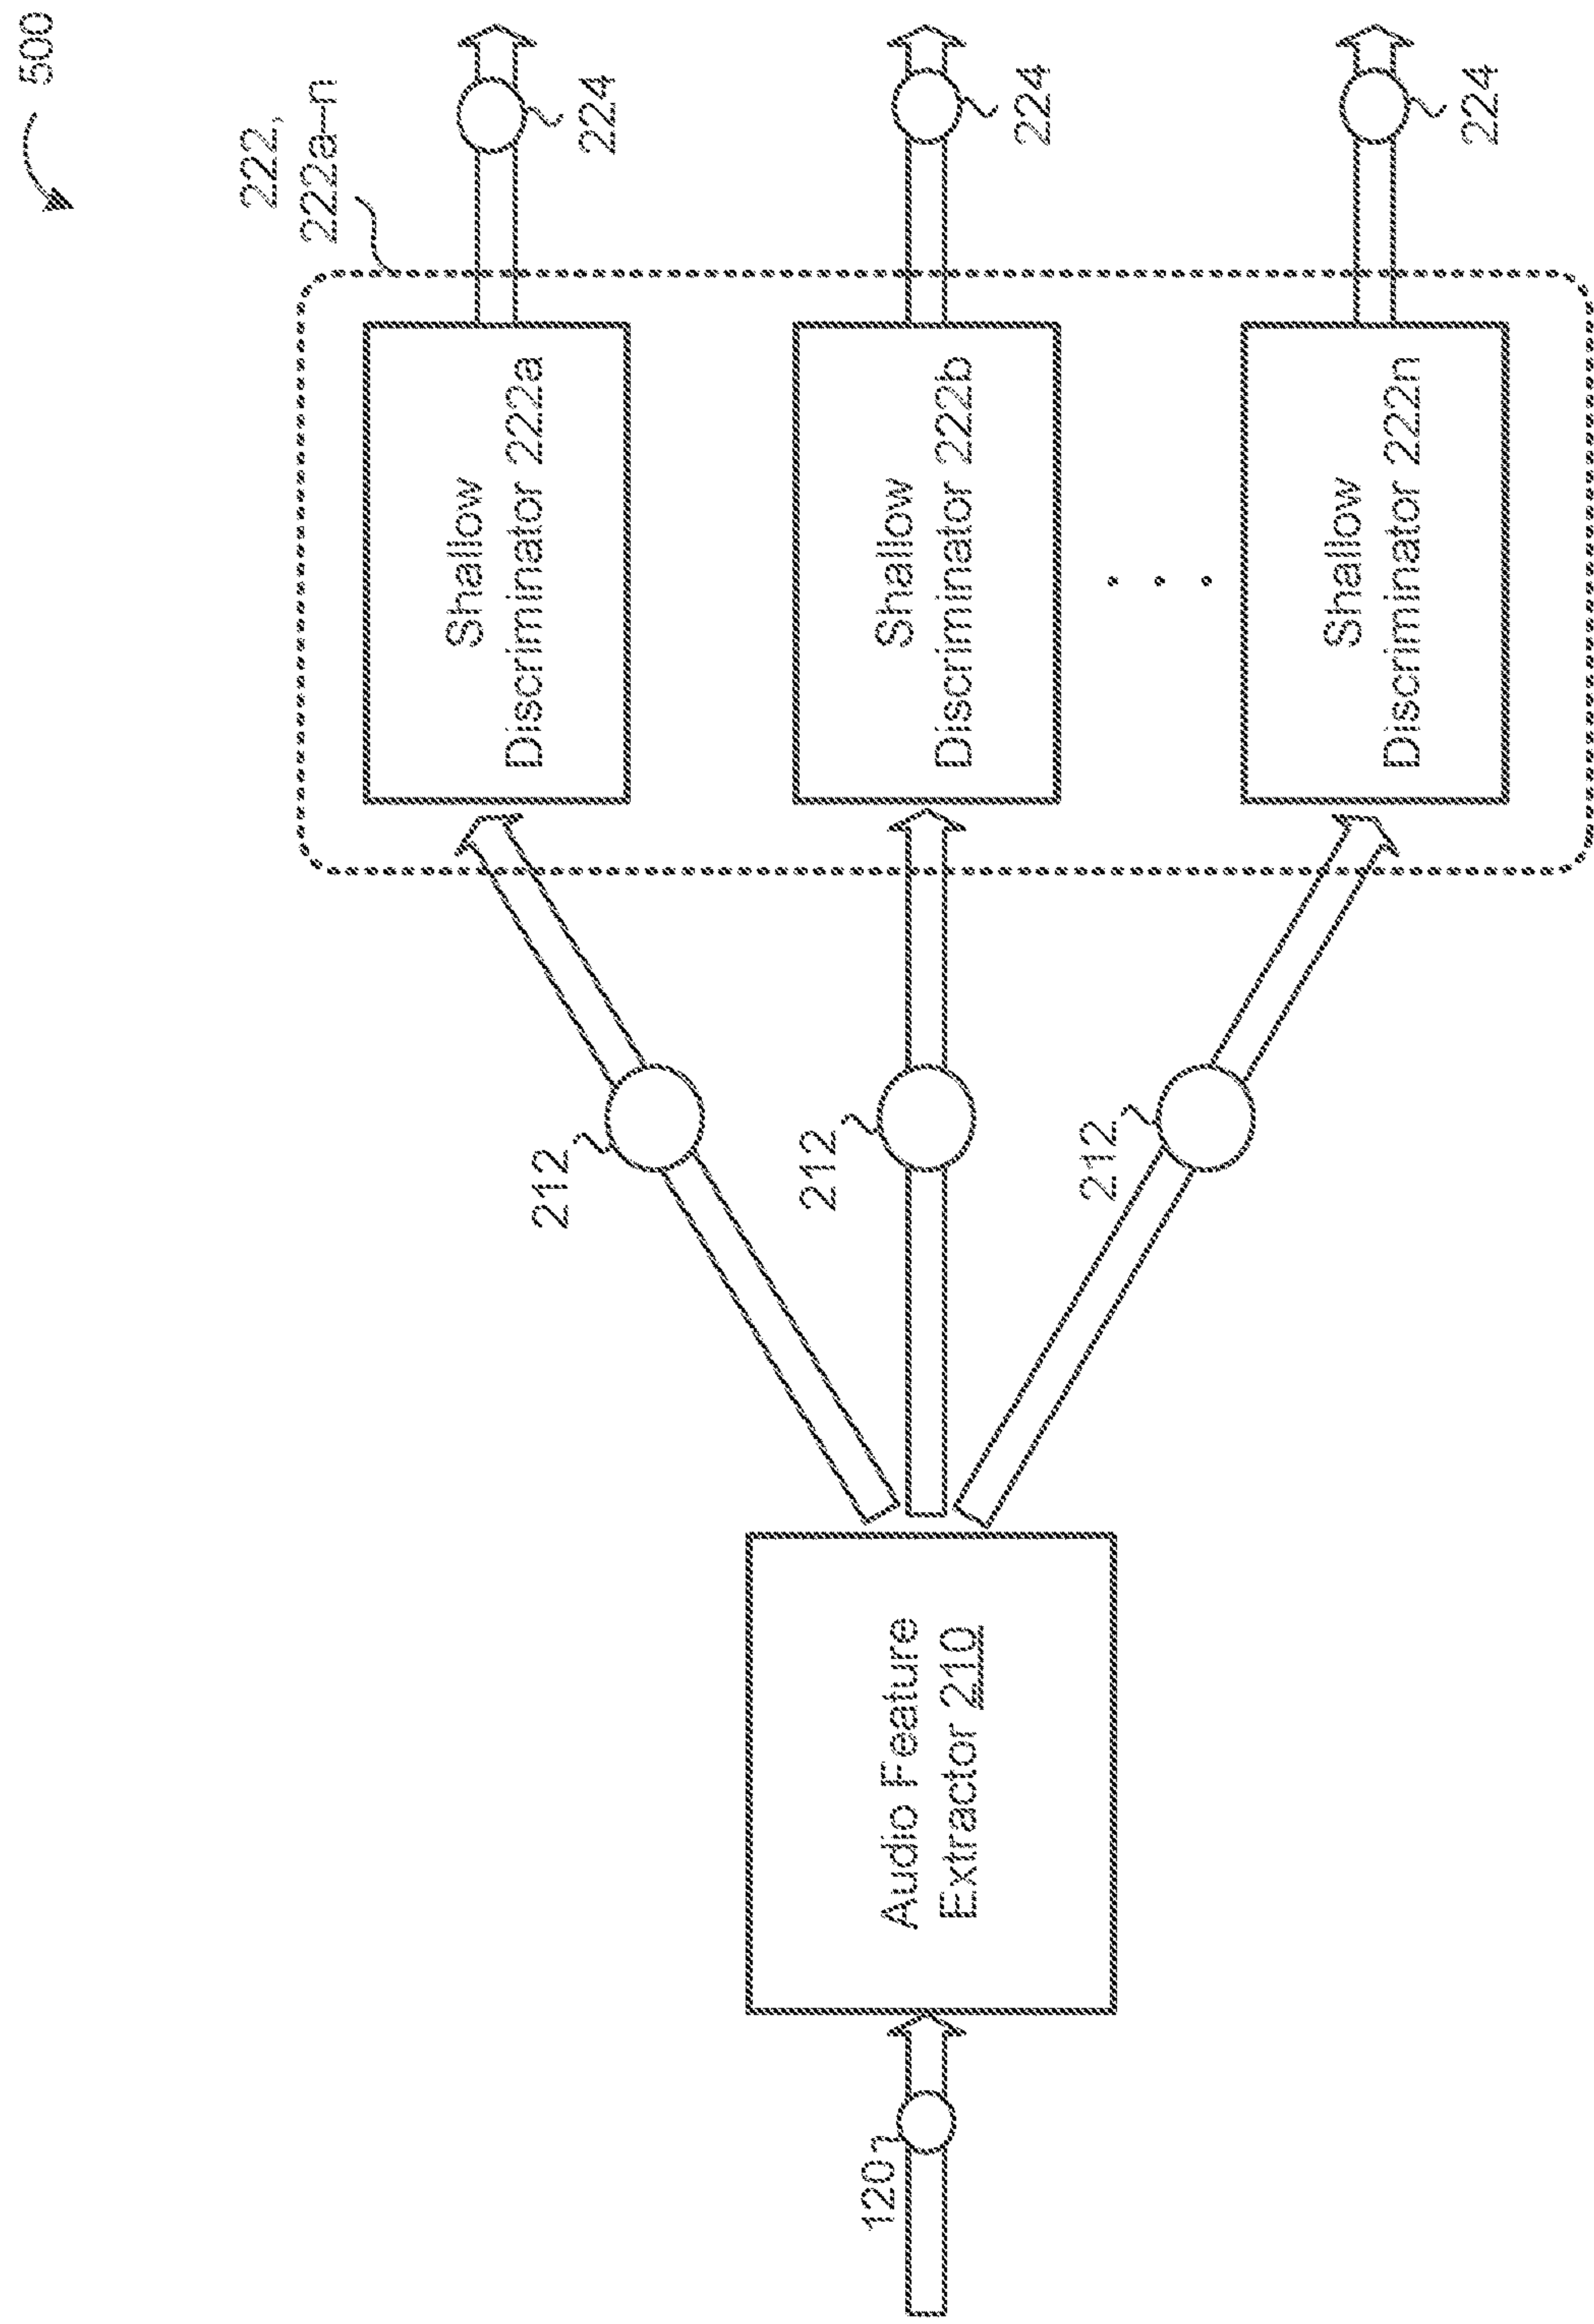 500
222,
222a–n
Shallow
Discriminator 222a
224
212
Audio Feature
Extractor 210
120
212
Shallow
Discriminator 222b
224
. . .
212
Shallow
Discriminator 222n
224